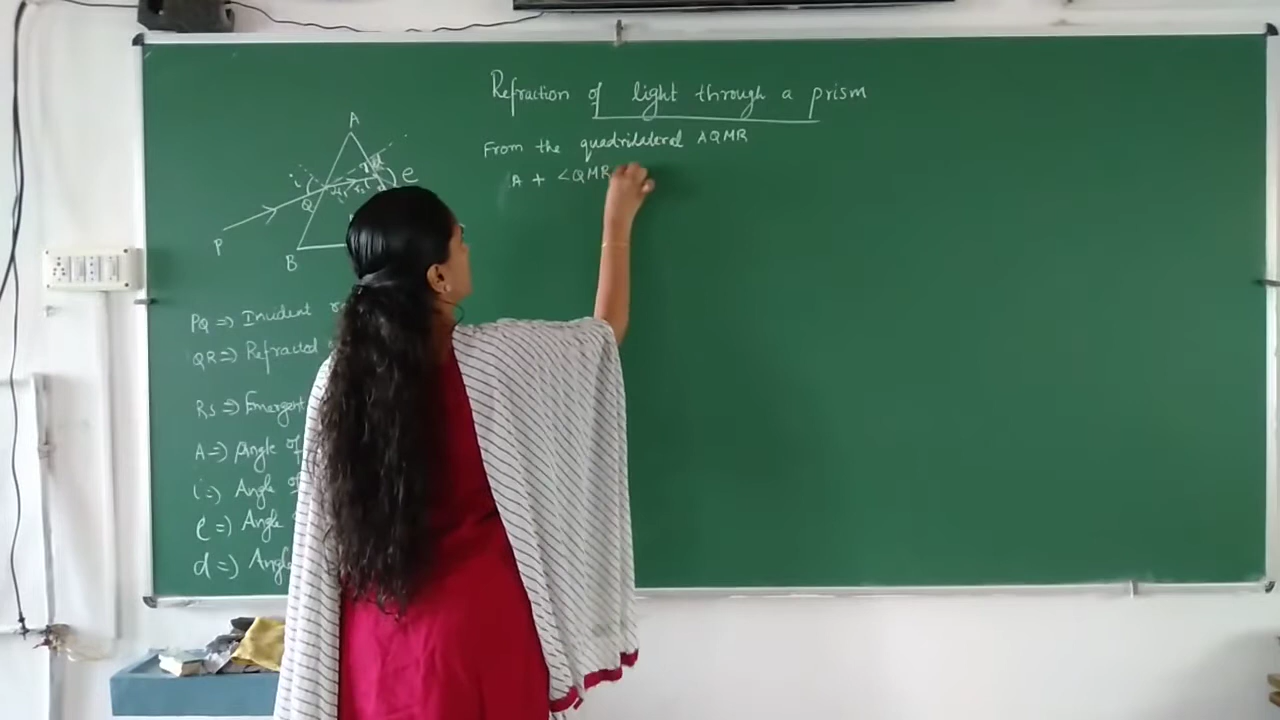 Refraction of light through a prism
From the quadrilateral AQMR
A + ∠QMR
A
i
e
Q
P
B
PQ => Incident
QR => Refracted
RS => Emergent
A => Angle of
i => Angle of
e => Angle
d => Angle